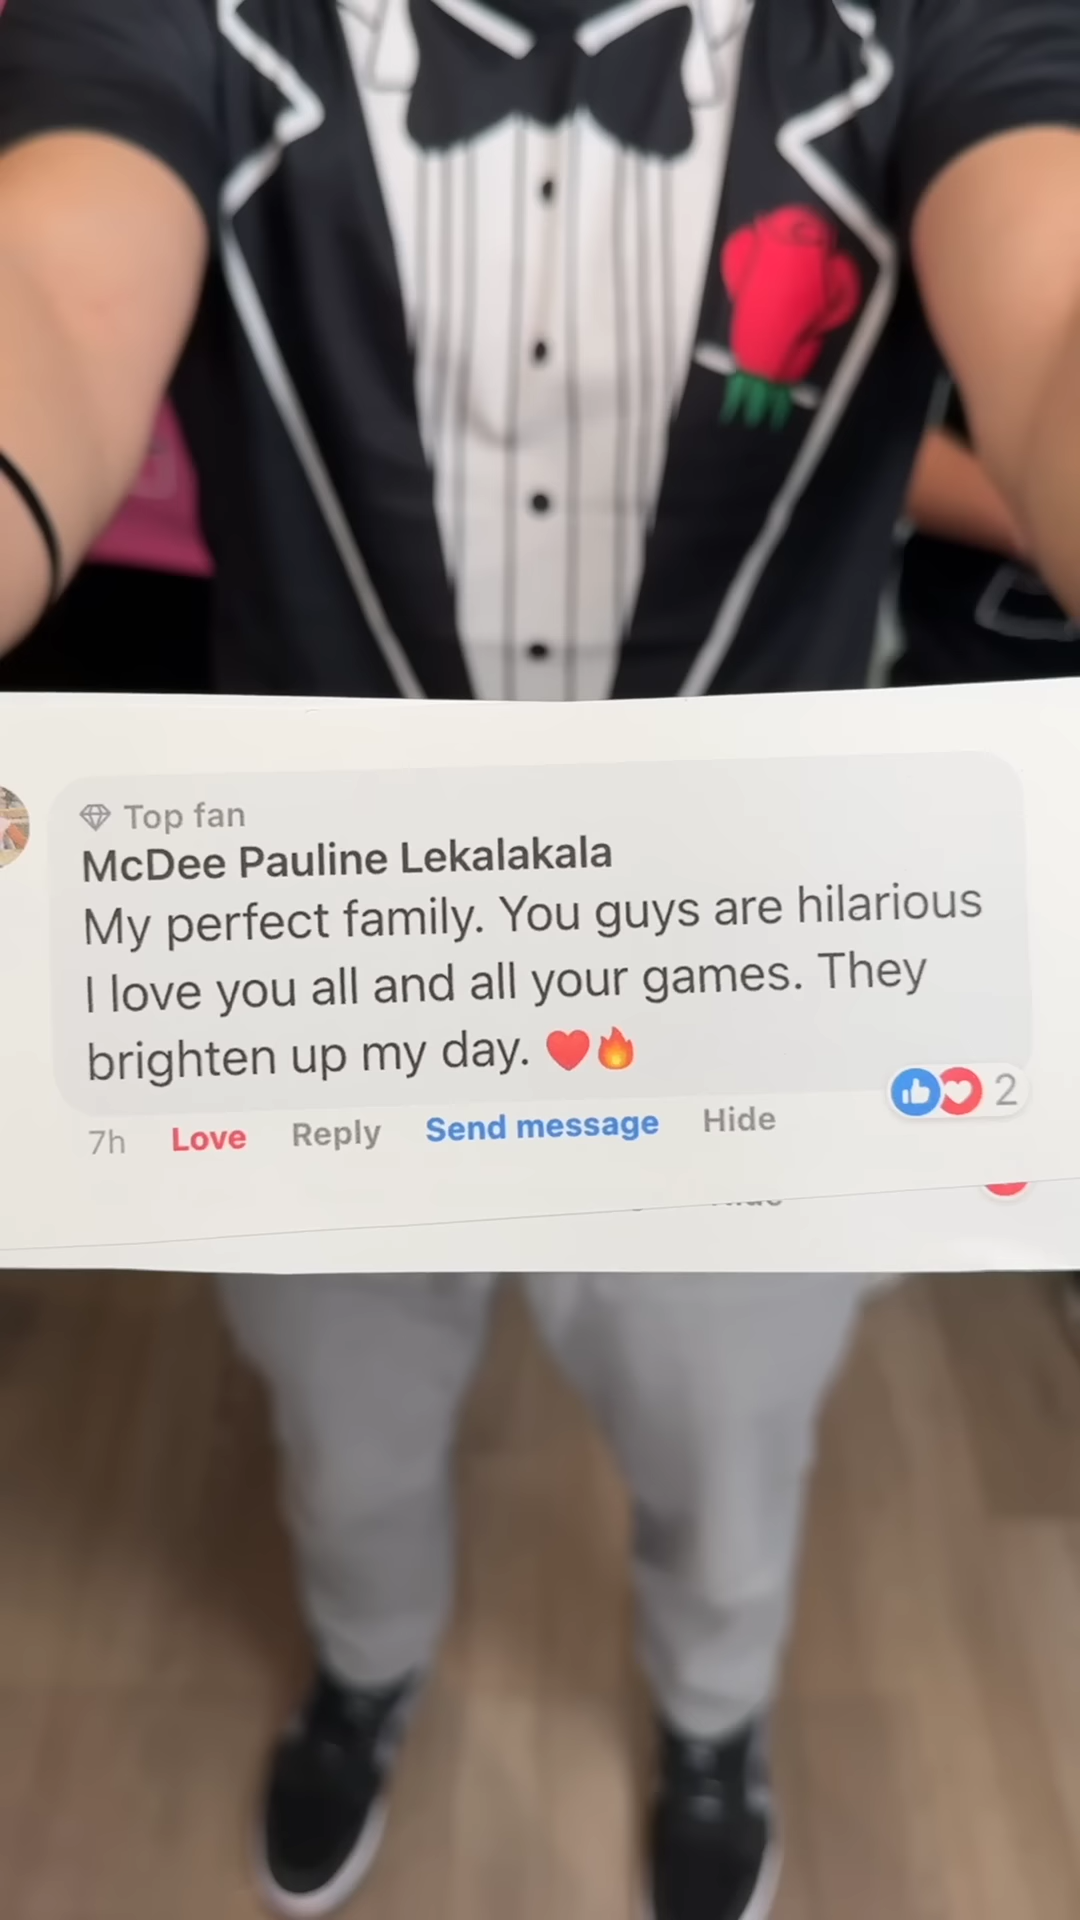 Top fan
McDee Pauline Lekalakala
My perfect family. You guys are hilarious
I love you all and all your games. They
brighten up my day. ❤️🔥
2
7h Love Reply Send message Hide